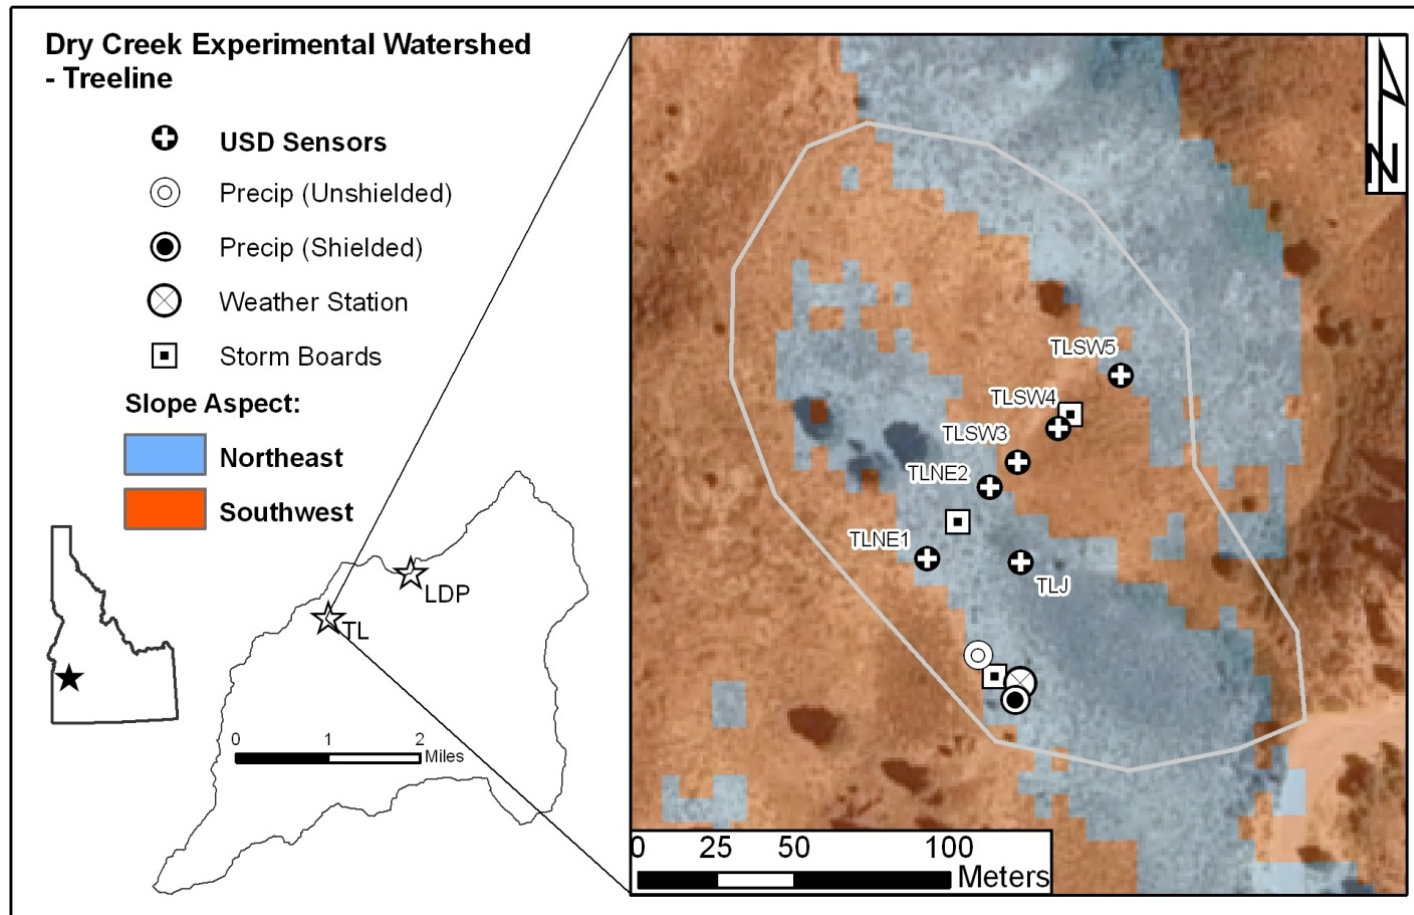 Dry Creek Experimental Watershed
- Treeline
USD Sensors
Precip (Unshielded)
Precip (Shielded)
Weather Station
Storm Boards
Slope Aspect:
Northeast
Southwest
LDP
TL
0 1 2
Miles
N
TLSW5
TLSW4
TLSW3
TLNE2
TLNE1
TLJ
0 25 50 100
Meters